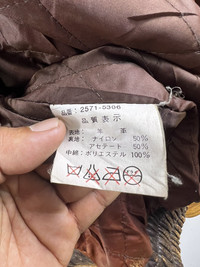 品番: 2571-5306
品質表示
表地: 牛 革
裏地: ナイロン 50%
アセテート 50%
中綿: ポリエステル 100%